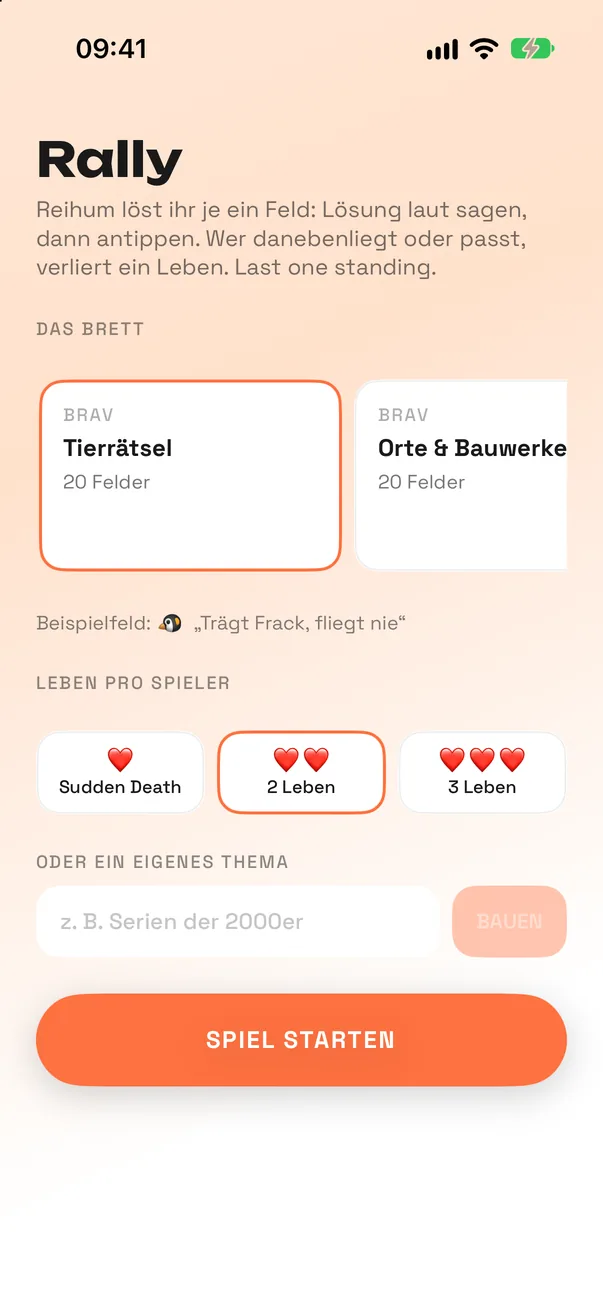 09:41
Rally
Reihum löst ihr je ein Feld: Lösung laut sagen,
dann antippen. Wer danebenliegt oder passt,
verliert ein Leben. Last one standing.
DAS BRETT
BRAV
Tierrätsel
20 Felder
BRAV
Orte & Bauwerke
20 Felder
Beispielfeld: 🐧 „Trägt Frack, fliegt nie“
LEBEN PRO SPIELER
❤️
Sudden Death
❤️❤️
2 Leben
❤️❤️❤️
3 Leben
ODER EIN EIGENES THEMA
z. B. Serien der 2000er
BAUEN
SPIEL STARTEN